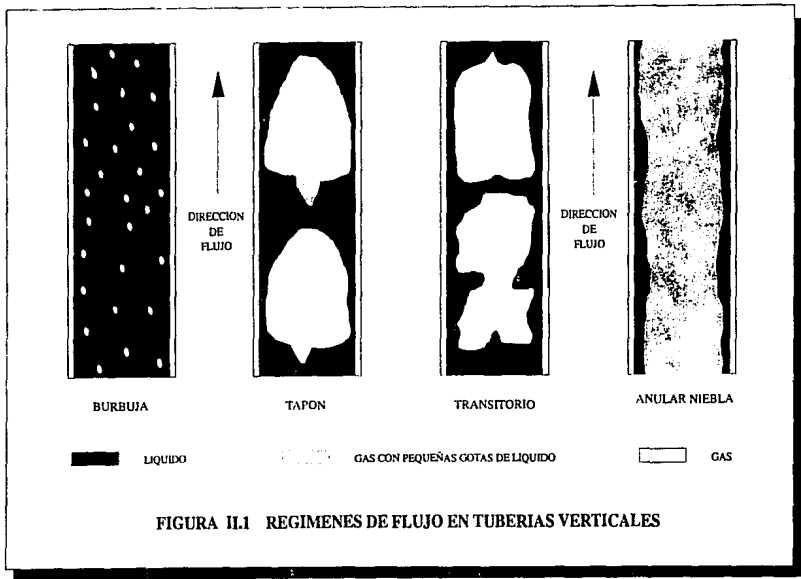 DIRECCION
DE
FLUJO
DIRECCION
DE
FLUJO
BURBUJA
TAPON
TRANSITORIO
ANULAR NIEBLA
LIQUIDO
GAS CON PEQUEÑAS GOTAS DE LIQUIDO
GAS
FIGURA II.1 REGIMENES DE FLUJO EN TUBERIAS VERTICALES